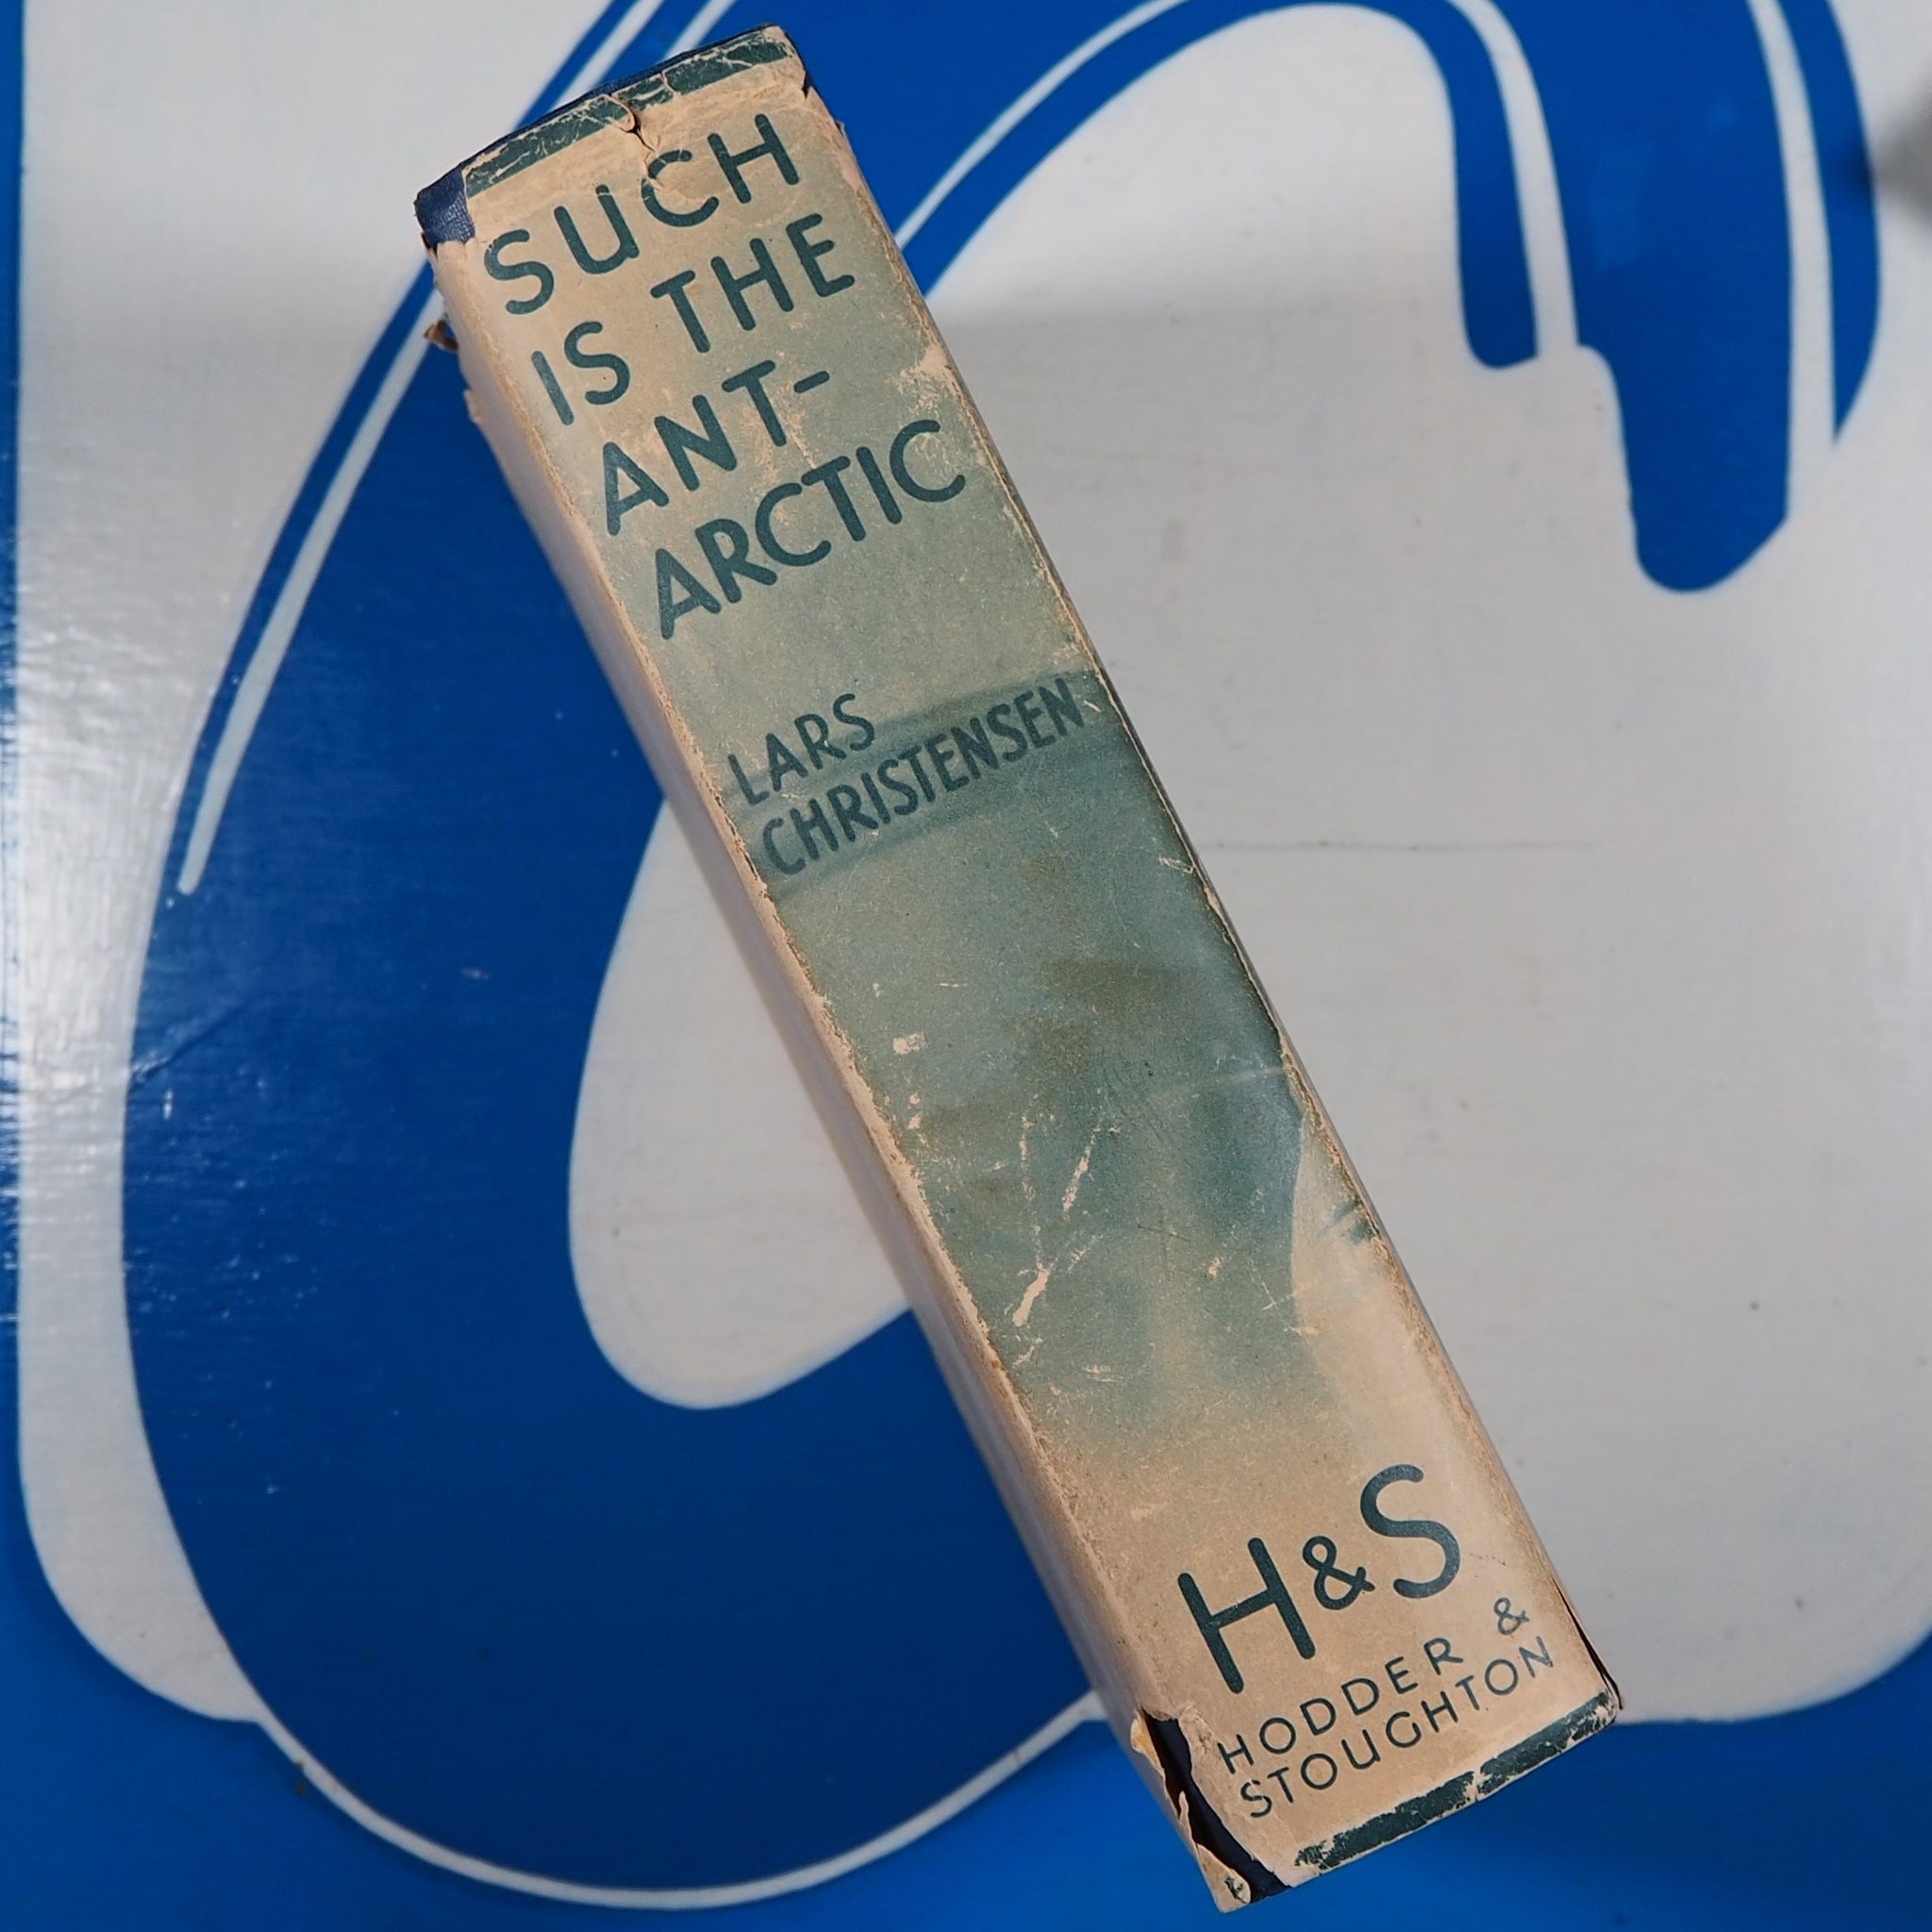 SUCH
IS THE
ANT-
ARCTIC
LARS
CHRISTENSEN
H&S
HODDER &
STOUGHTON